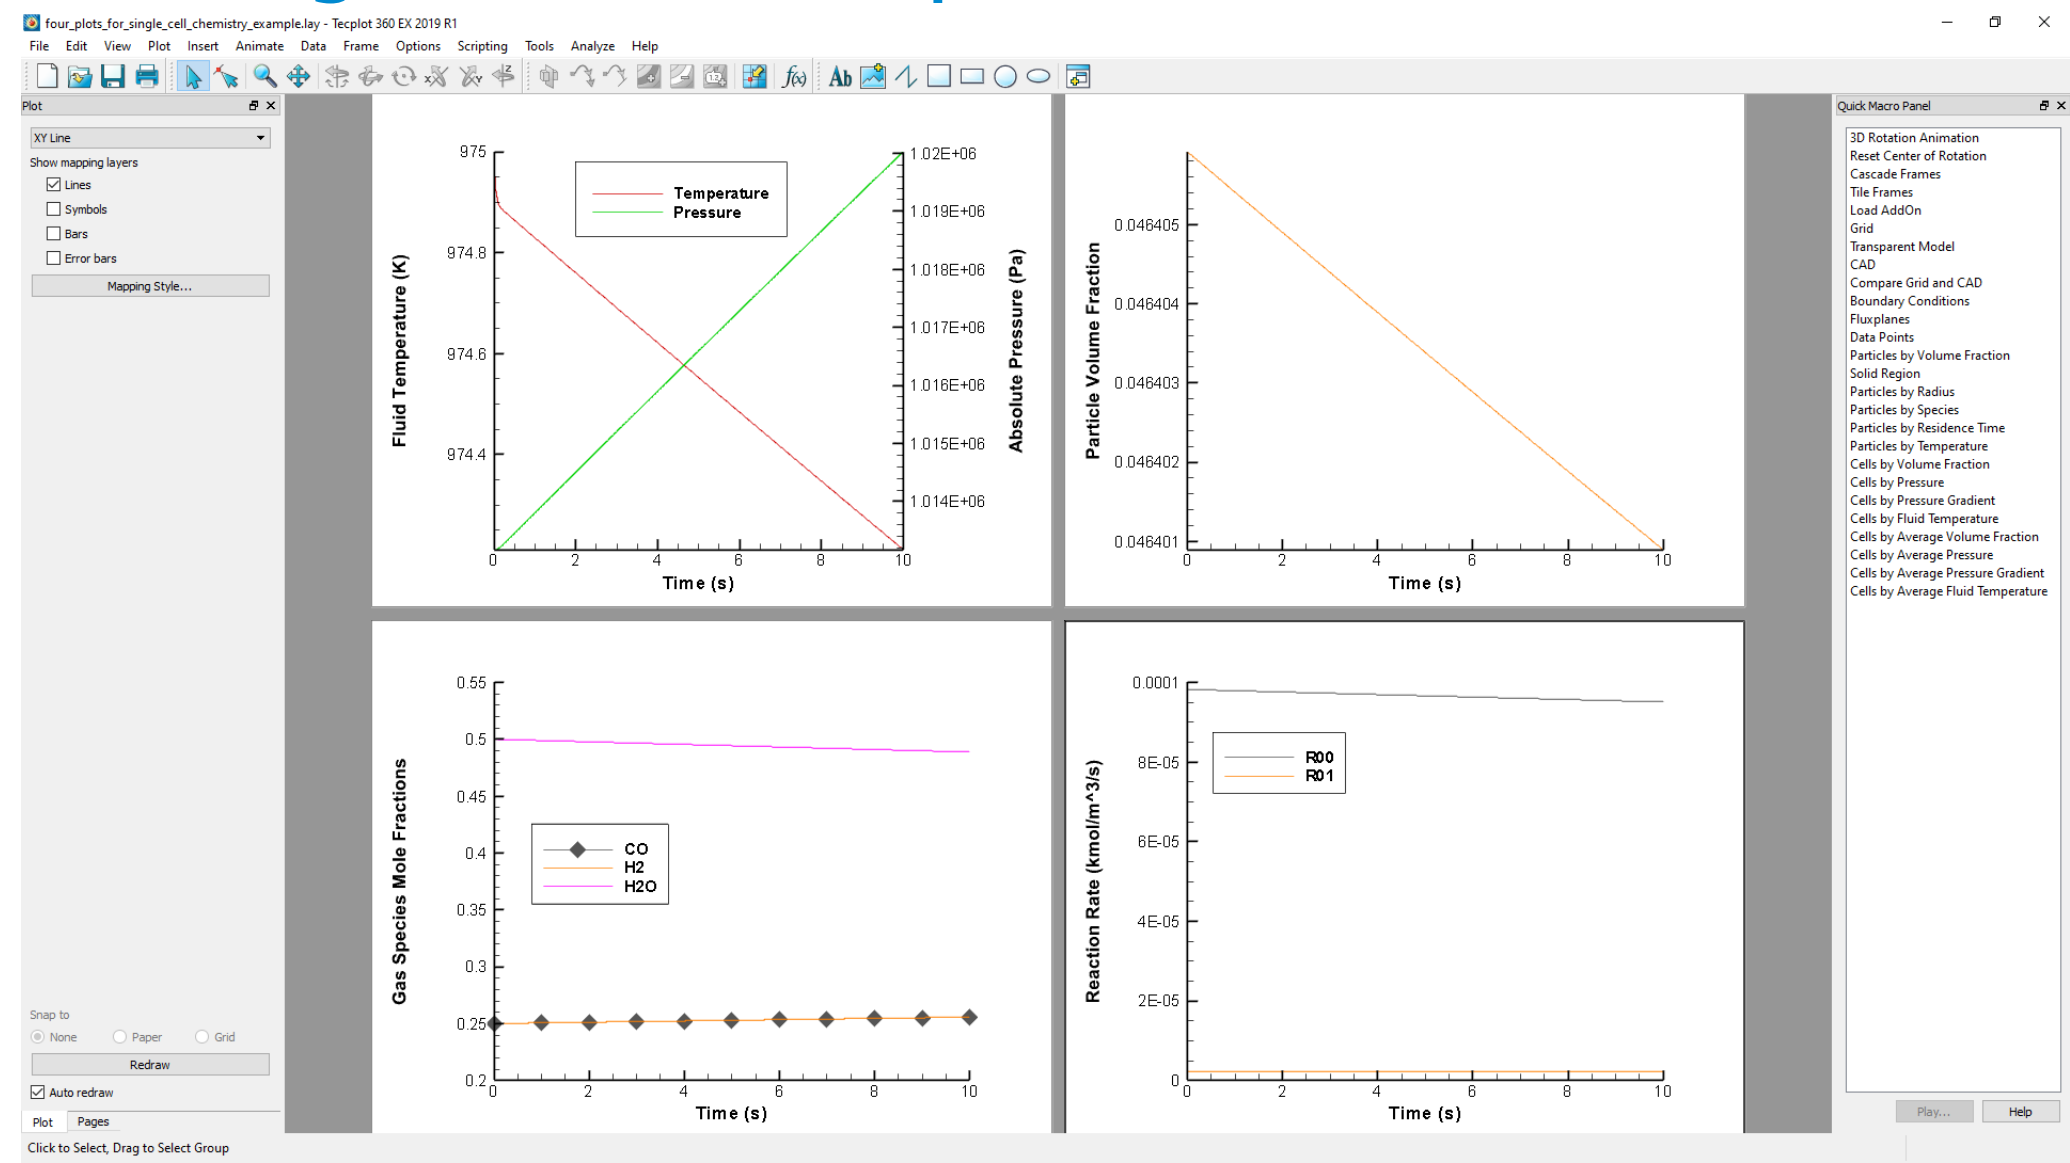 four_plots_for_single_cell_chemistry_example.lay - Tecplot 360 EX 2019 R1
File Edit View Plot Insert Animate Data Frame Options Scripting Tools Analyze Help
Plot
XY Line
Show mapping layers
Lines
Symbols
Bars
Error bars
Mapping Style...
Snap to
None Paper Grid
Redraw
Auto redraw
Plot Pages
Click to Select, Drag to Select Group
975
974.8
974.6
974.4
Fluid Temperature (K)
Temperature
Pressure
1.02E+06
1.019E+06
1.018E+06
1.017E+06
1.016E+06
1.015E+06
1.014E+06
Absolute Pressure (Pa)
0 2 4 6 8 10
Time (s)
Particle Volume Fraction
0.046405
0.046404
0.046403
0.046402
0.046401
0 2 4 6 8 10
Time (s)
Gas Species Mole Fractions
0.55
0.5
0.45
0.4
0.35
0.3
0.25
0.2
CO
H2
H2O
0 2 4 6 8 10
Time (s)
Reaction Rate (kmol/m^3/s)
0.0001
8E-05
6E-05
4E-05
2E-05
0
R00
R01
0 2 4 6 8 10
Time (s)
Quick Macro Panel
3D Rotation Animation
Reset Center of Rotation
Cascade Frames
Tile Frames
Load AddOn
Grid
Transparent Model
CAD
Compare Grid and CAD
Boundary Conditions
Fluxplanes
Data Points
Particles by Volume Fraction
Solid Region
Particles by Radius
Particles by Species
Particles by Residence Time
Particles by Temperature
Cells by Volume Fraction
Cells by Pressure
Cells by Pressure Gradient
Cells by Fluid Temperature
Cells by Average Volume Fraction
Cells by Average Pressure
Cells by Average Pressure Gradient
Cells by Average Fluid Temperature
Play... Help